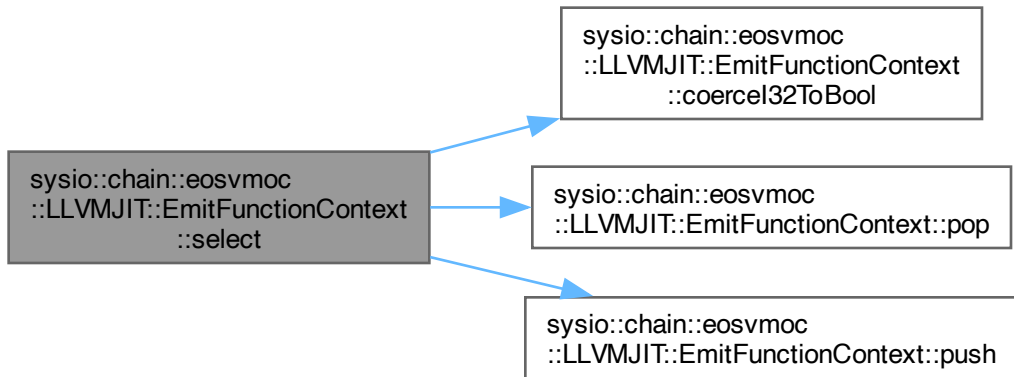 sysio::chain::eosvmoc
::LLVMJIT::EmitFunctionContext
::select
sysio::chain::eosvmoc
::LLVMJIT::EmitFunctionContext
::coerceI32ToBool
sysio::chain::eosvmoc
::LLVMJIT::EmitFunctionContext::pop
sysio::chain::eosvmoc
::LLVMJIT::EmitFunctionContext::push